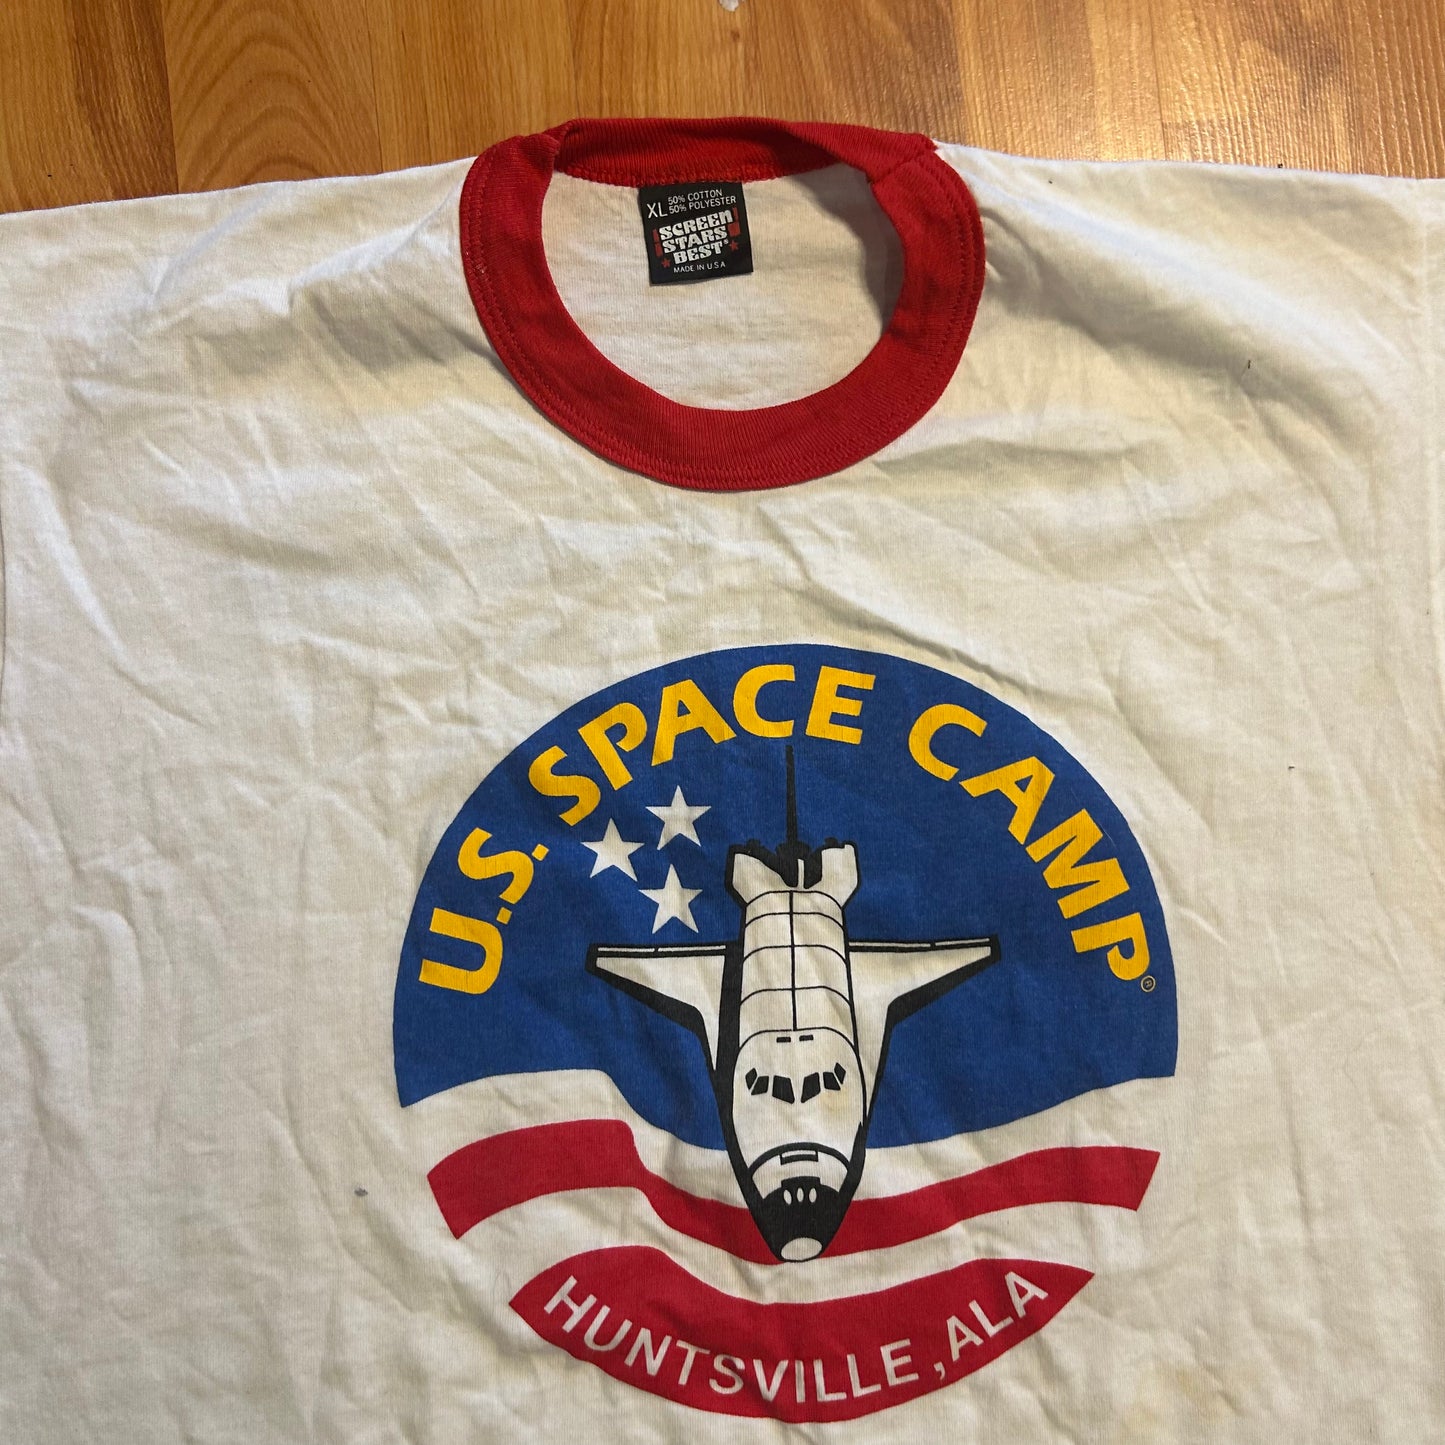 XL 50% COTTON
50% POLYESTER
SCREEN
STARS
BEST®
MADE IN U.S.A
U.S. SPACE CAMP®
HUNTSVILLE, ALA